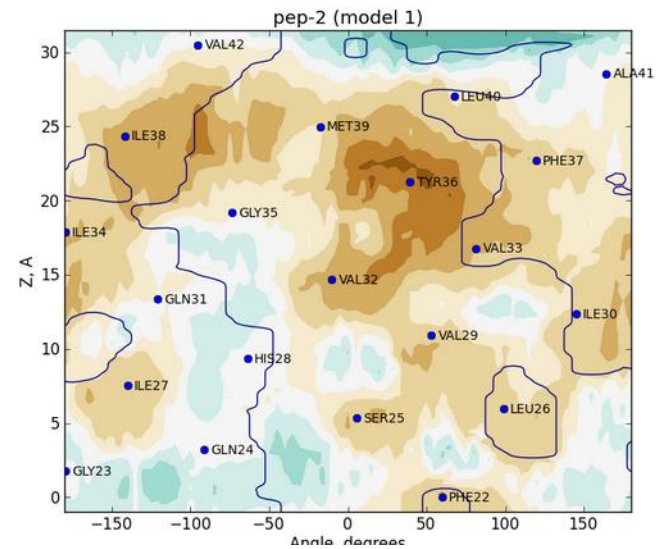 pep-2 (model 1)
30
VAL42
ALA41
LEU40
25
MET39
ILE38
PHE37
TYR36
20
GLY35
ILE34
VAL33
15
VAL32
GLN31
ILE30
10
VAL29
HIS28
ILE27
5
LEU26
SER25
GLN24
GLY23
0
PHE22
Z, A
−150 −100 −50 0 50 100 150
Angle, degrees